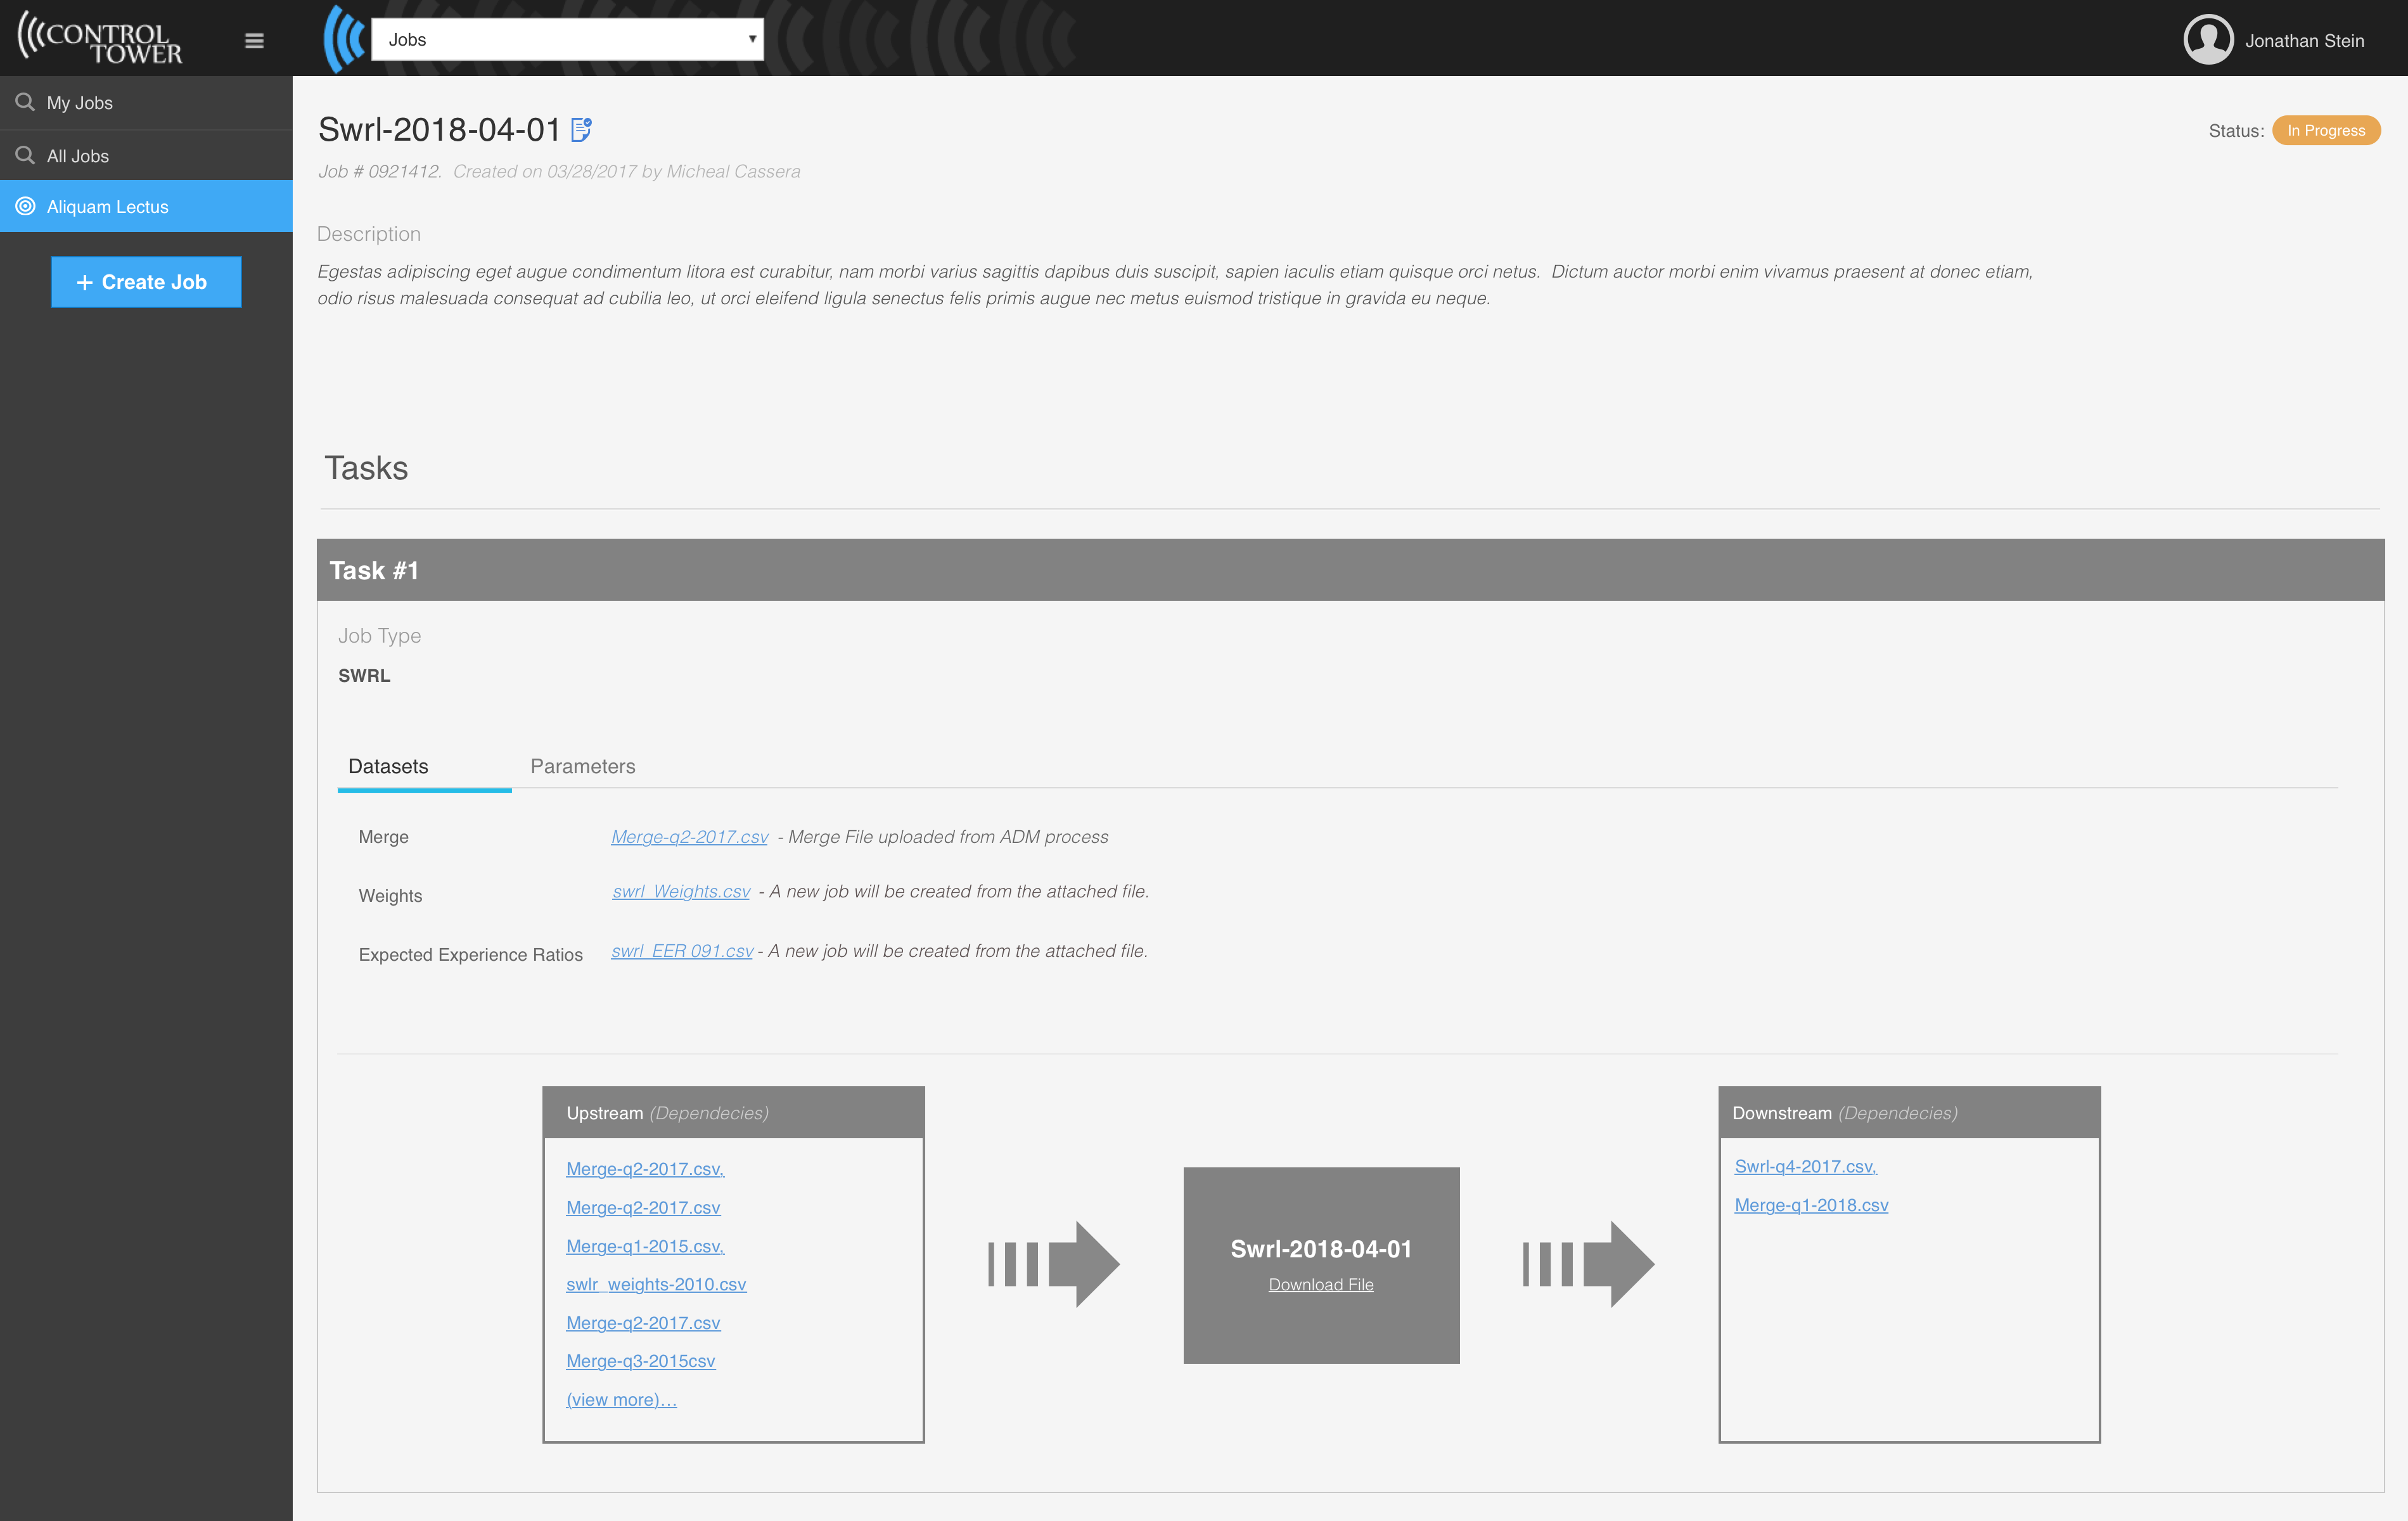 CONTROL
TOWER
Jobs
Jonathan Stein
My Jobs
All Jobs
Aliquam Lectus
+ Create Job
Swrl-2018-04-01
Status: In Progress
Job # 0921412. Created on 03/28/2017 by Micheal Cassera
Description
Egestas adipiscing eget augue condimentum litora est curabitur, nam morbi varius sagittis dapibus duis suscipit, sapien iaculis etiam quisque orci netus. Dictum auctor morbi enim vivamus praesent at donec etiam,
odio risus malesuada consequat ad cubilia leo, ut orci eleifend ligula senectus felis primis augue nec metus euismod tristique in gravida eu neque.
Tasks
Task #1
Job Type
SWRL
Datasets Parameters
Merge Merge-q2-2017.csv - Merge File uploaded from ADM process
Weights swrl_Weights.csv - A new job will be created from the attached file.
Expected Experience Ratios swrl_EER 091.csv - A new job will be created from the attached file.
Upstream (Dependecies)
Merge-q2-2017.csv,
Merge-q2-2017.csv
Merge-q1-2015.csv,
swlr_weights-2010.csv
Merge-q2-2017.csv
Merge-q3-2015csv
(view more)...
Swrl-2018-04-01
Download File
Downstream (Dependecies)
Swrl-q4-2017.csv,
Merge-q1-2018.csv